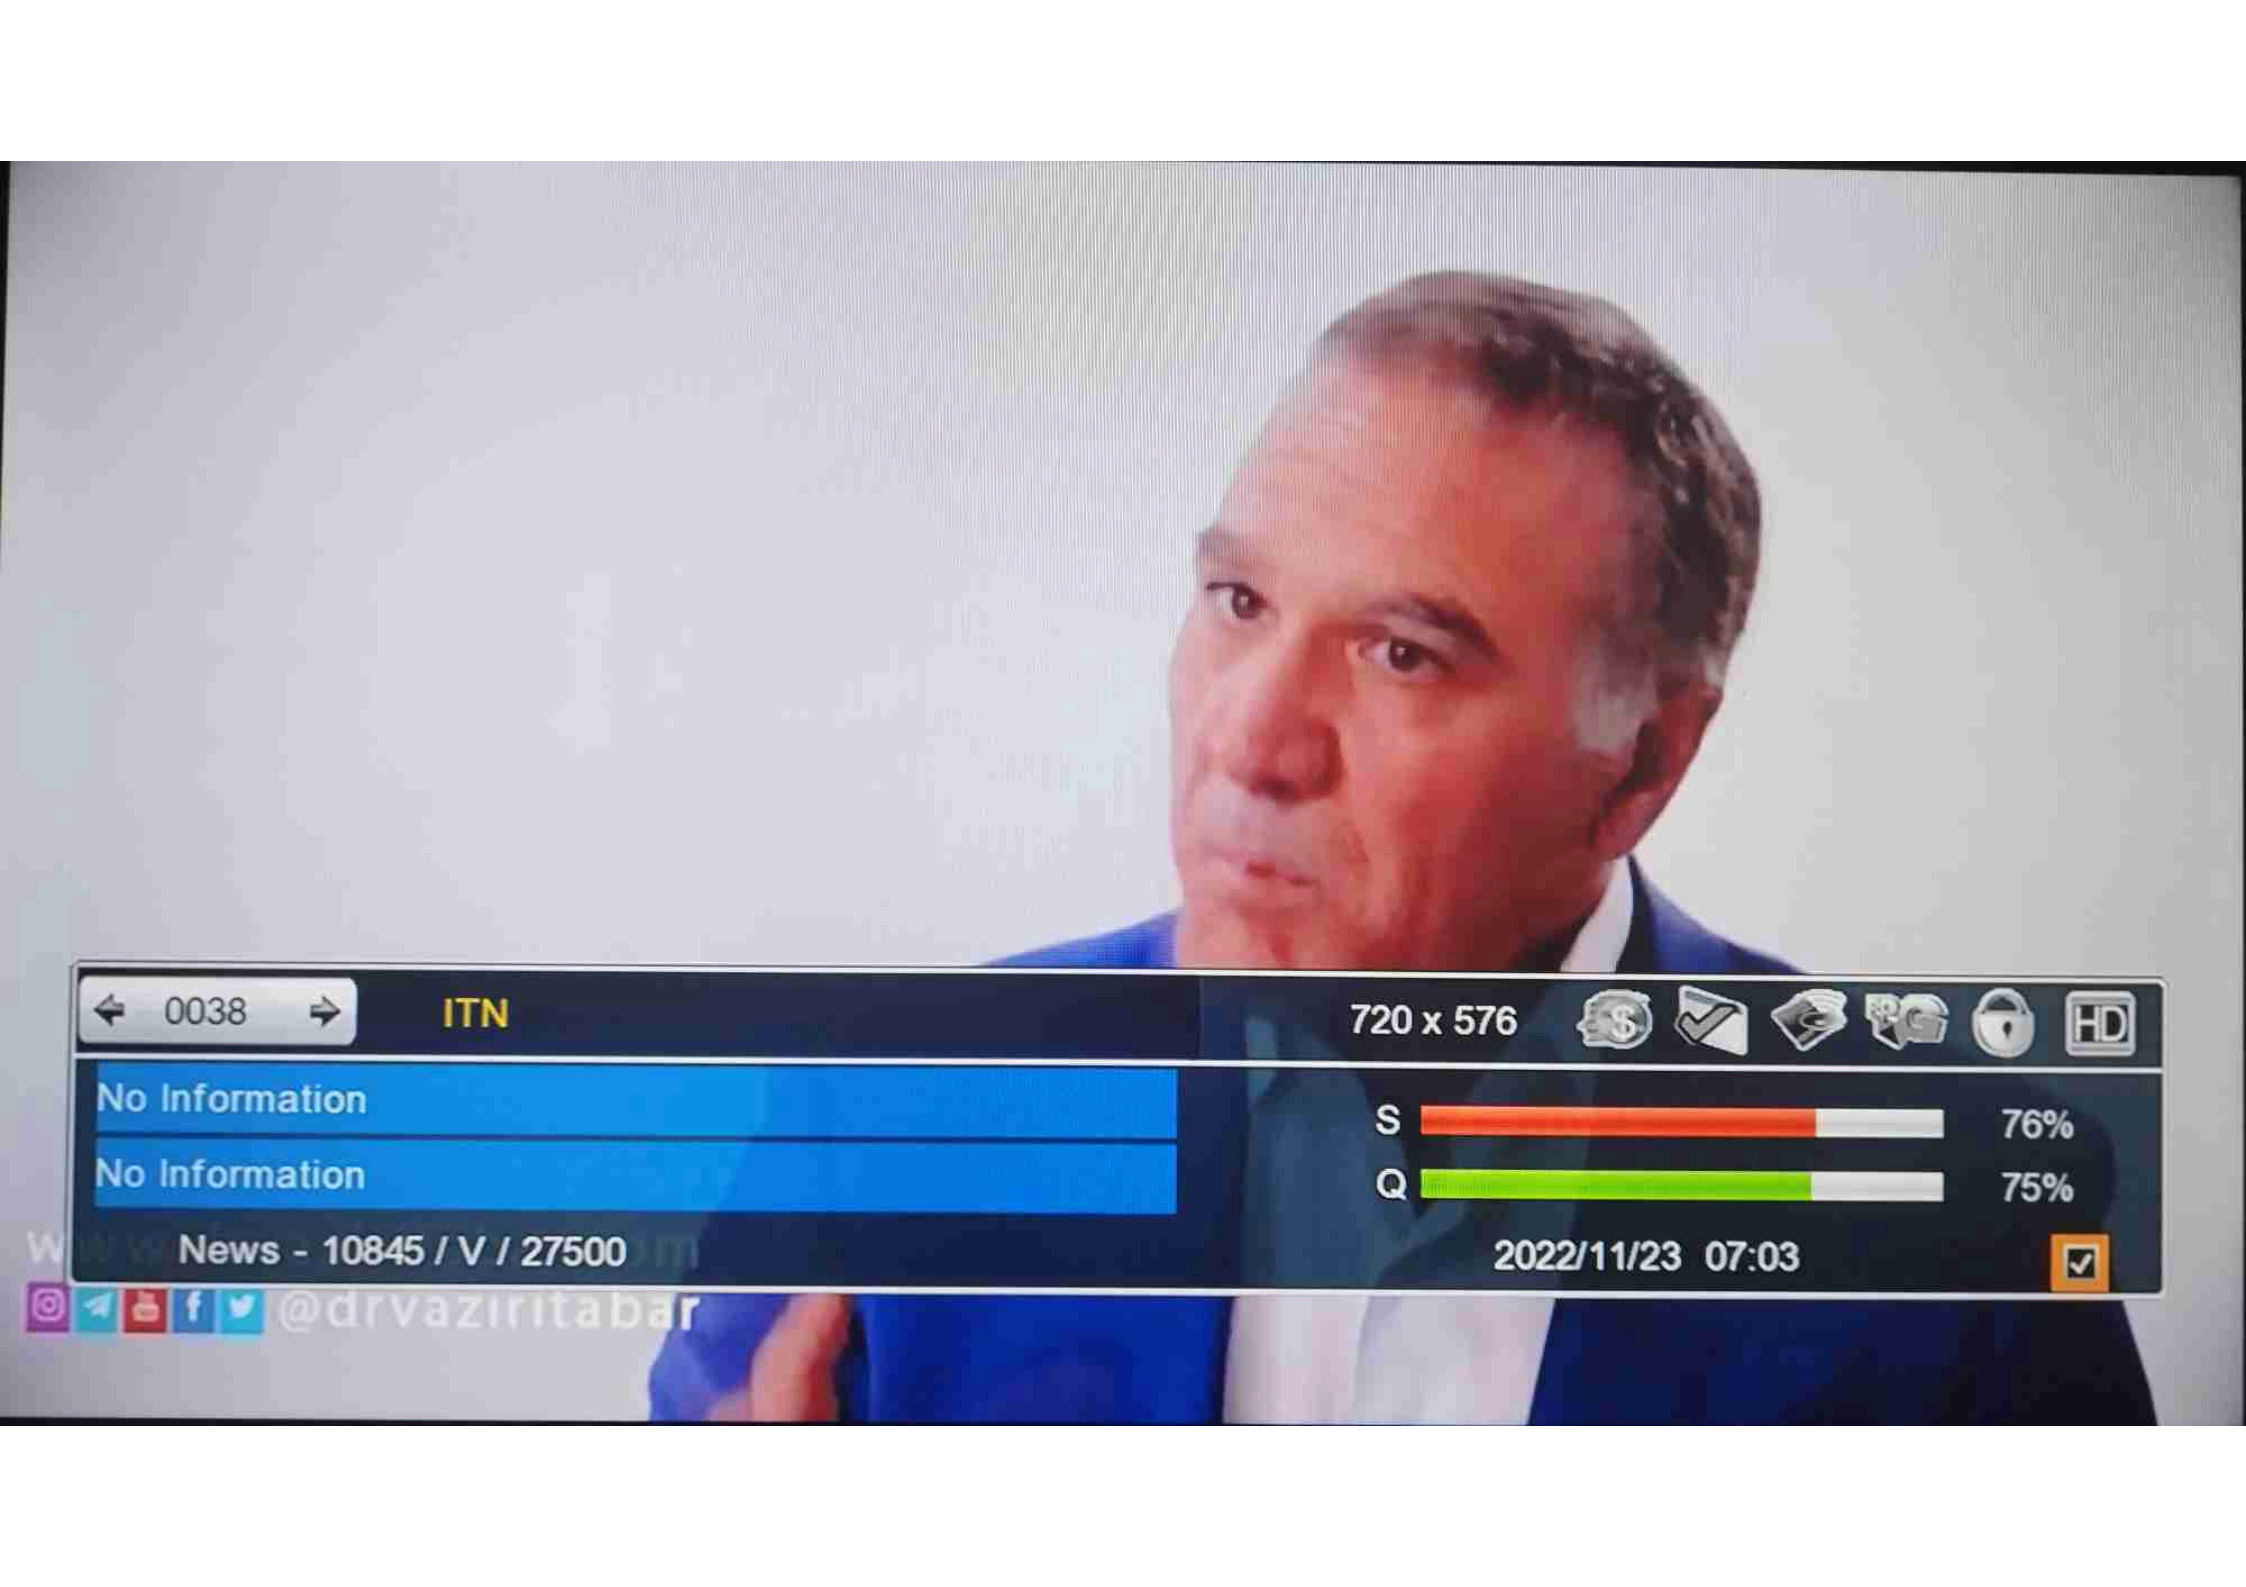 0038 ITN 720 x 576 HD
No Information
S 76%
No Information
Q 75%
News - 10845 / V / 27500 2022/11/23 07:03
@drvaziritabar